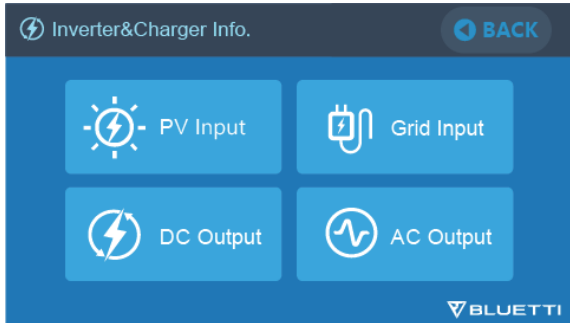 Inverter&Charger Info.
BACK
PV Input
Grid Input
DC Output
AC Output
BLUETTI